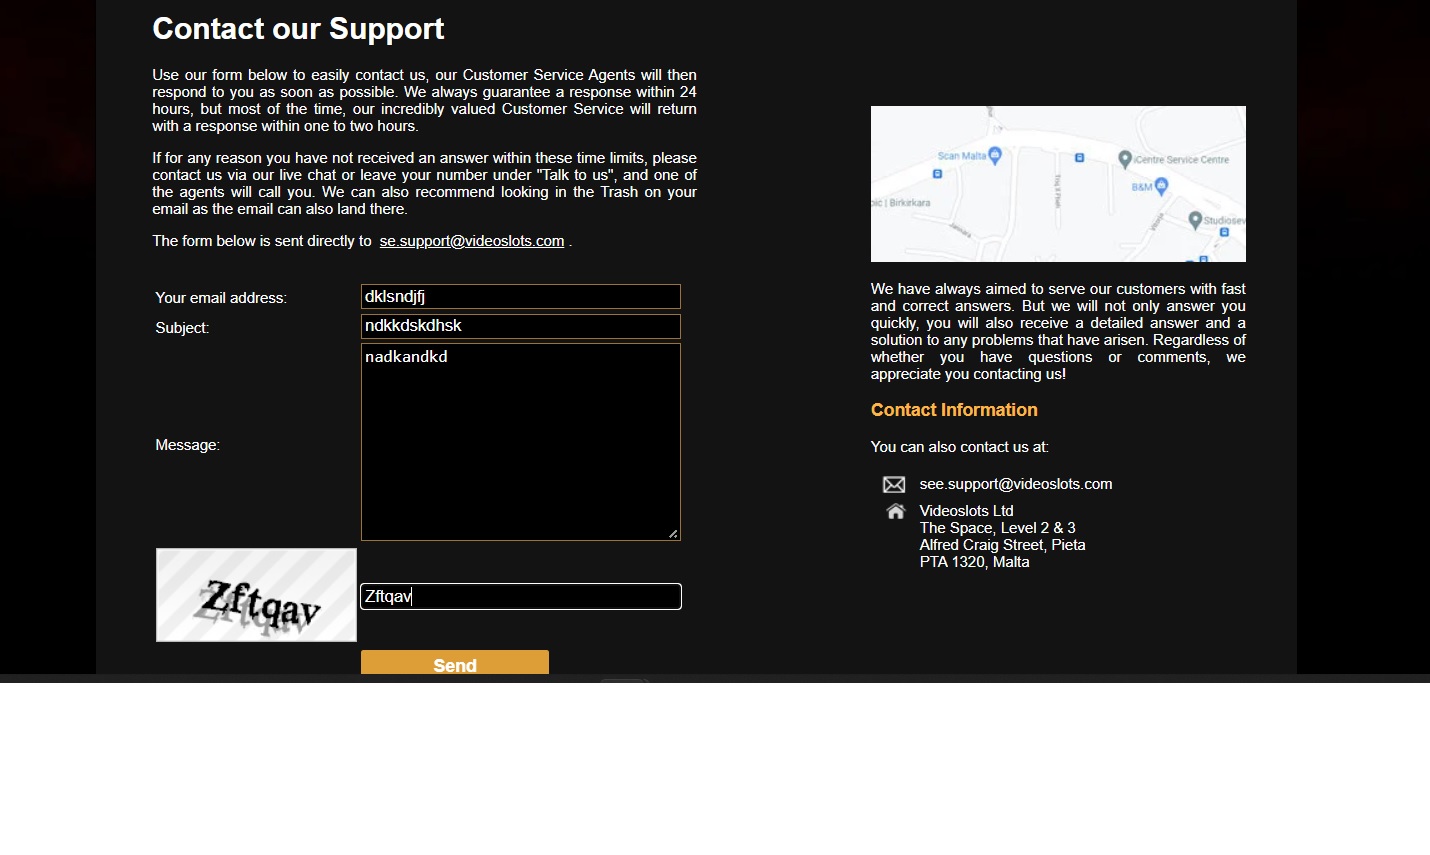 Contact our Support
Use our form below to easily contact us, our Customer Service Agents will then
respond to you as soon as possible. We always guarantee a response within 24
hours, but most of the time, our incredibly valued Customer Service will return
with a response within one to two hours.
If for any reason you have not received an answer within these time limits, please
contact us via our live chat or leave your number under "Talk to us", and one of
the agents will call you. We can also recommend looking in the Trash on your
email as the email can also land there.
The form below is sent directly to se.support@videoslots.com .
Your email address: dklsndjfj
Subject: ndkkdskdhsk
Message: nadkandkd
Zftqav
Zftqav
Send
Scan Malta
iCentre Service Centre
B&M
oic | Birkirkara
Studiosev
We have always aimed to serve our customers with fast
and correct answers. But we will not only answer you
quickly, you will also receive a detailed answer and a
solution to any problems that have arisen. Regardless of
whether you have questions or comments, we
appreciate you contacting us!
Contact Information
You can also contact us at:
see.support@videoslots.com
Videoslots Ltd
The Space, Level 2 & 3
Alfred Craig Street, Pieta
PTA 1320, Malta